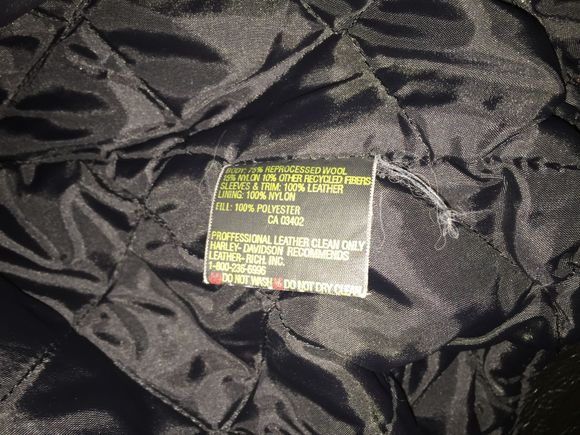 BODY: 75% REPROCESSED WOOL
15% NYLON 10% OTHER RECYCLED FIBERS
SLEEVES & TRIM: 100% LEATHER
LINING: 100% NYLON
FILL: 100% POLYESTER
CA 03402
PROFFESSIONAL LEATHER CLEAN ONLY
HARLEY-DAVIDSON RECOMMENDS
LEATHER-RICH, INC.
1-800-236-6996
DO NOT WASH DO NOT DRY CLEAN